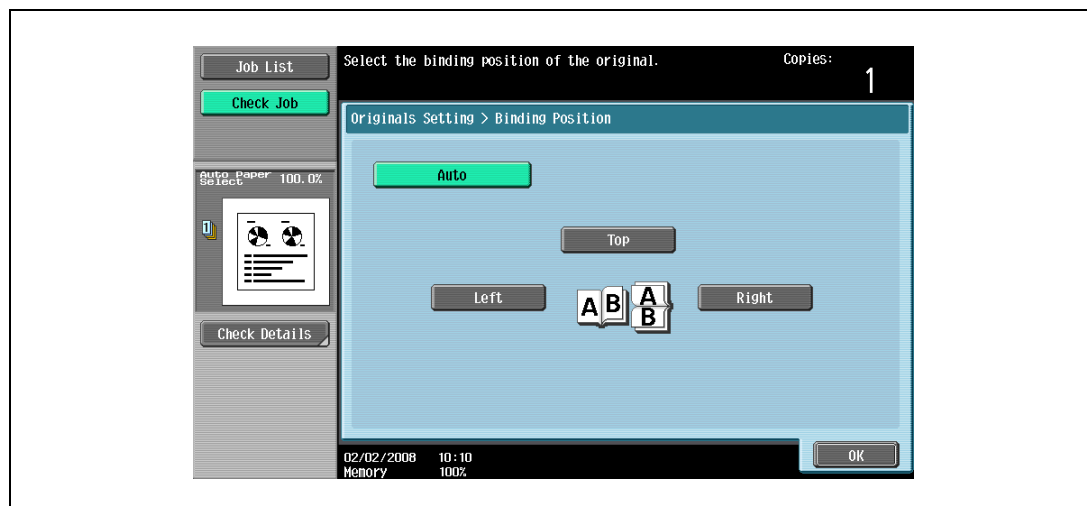 Job List
Check Job
Select the binding position of the original.
Copies:
1
Originals Setting > Binding Position
Auto Paper
Select
100.0%
1
Auto
Top
Left
A B
A
B
Right
Check Details
02/02/2008 10:10
Memory 100%
OK